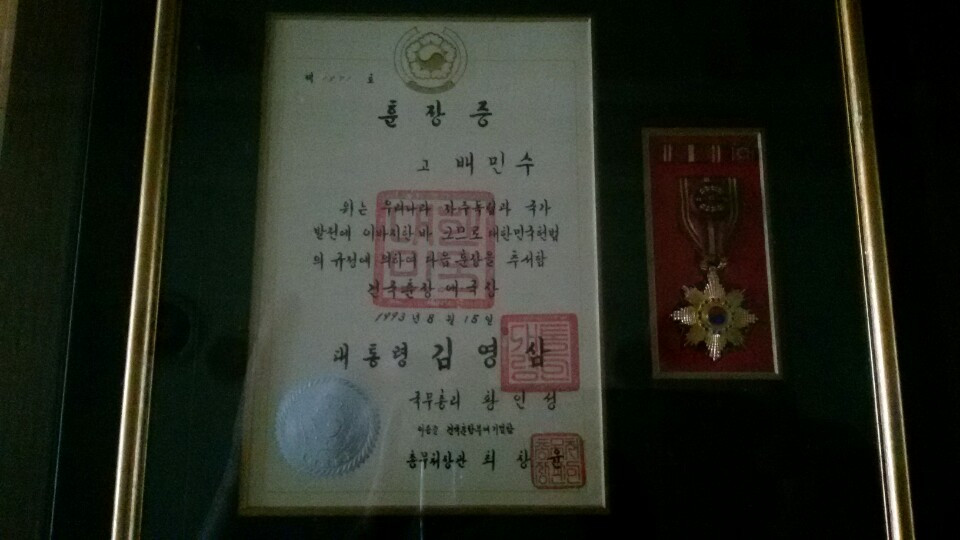 제 호
훈장증
고 배민수
위는 우리나라 자주독립과 국가
발전에 이바지한 바 크므로 대한민국헌법
의 규정에 의하여 다음 훈장을 추서함
건국훈장 애국장
1993년 8월 15일
대통령 김영삼
국무총리 황인성
이 증을 건국훈장부에 기입함
총무처장관 최창윤